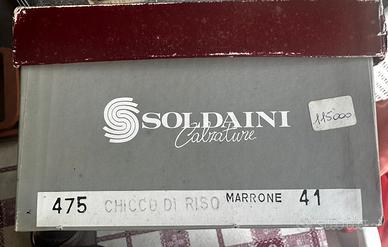 SOLDAINI
Calzature
115000
475 CHICCO DI RISO MARRONE 41